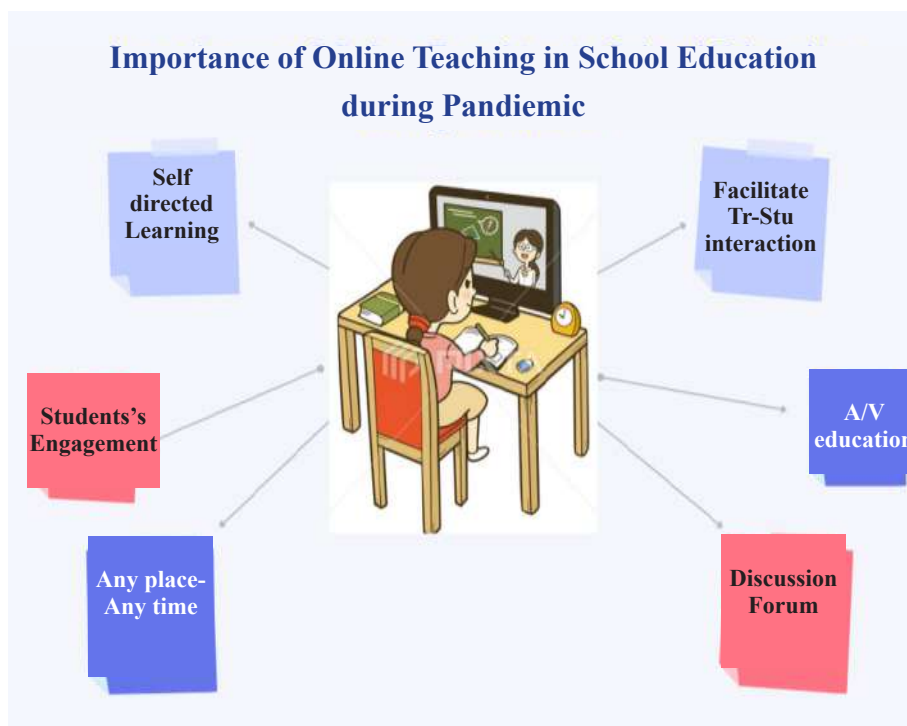 Importance of Online Teaching in School Education
during Pandiemic
Self
directed
Learning
Facilitate
Tr-Stu
interaction
Students's
Engagement
A/V
education
Any place-
Any time
Discussion
Forum